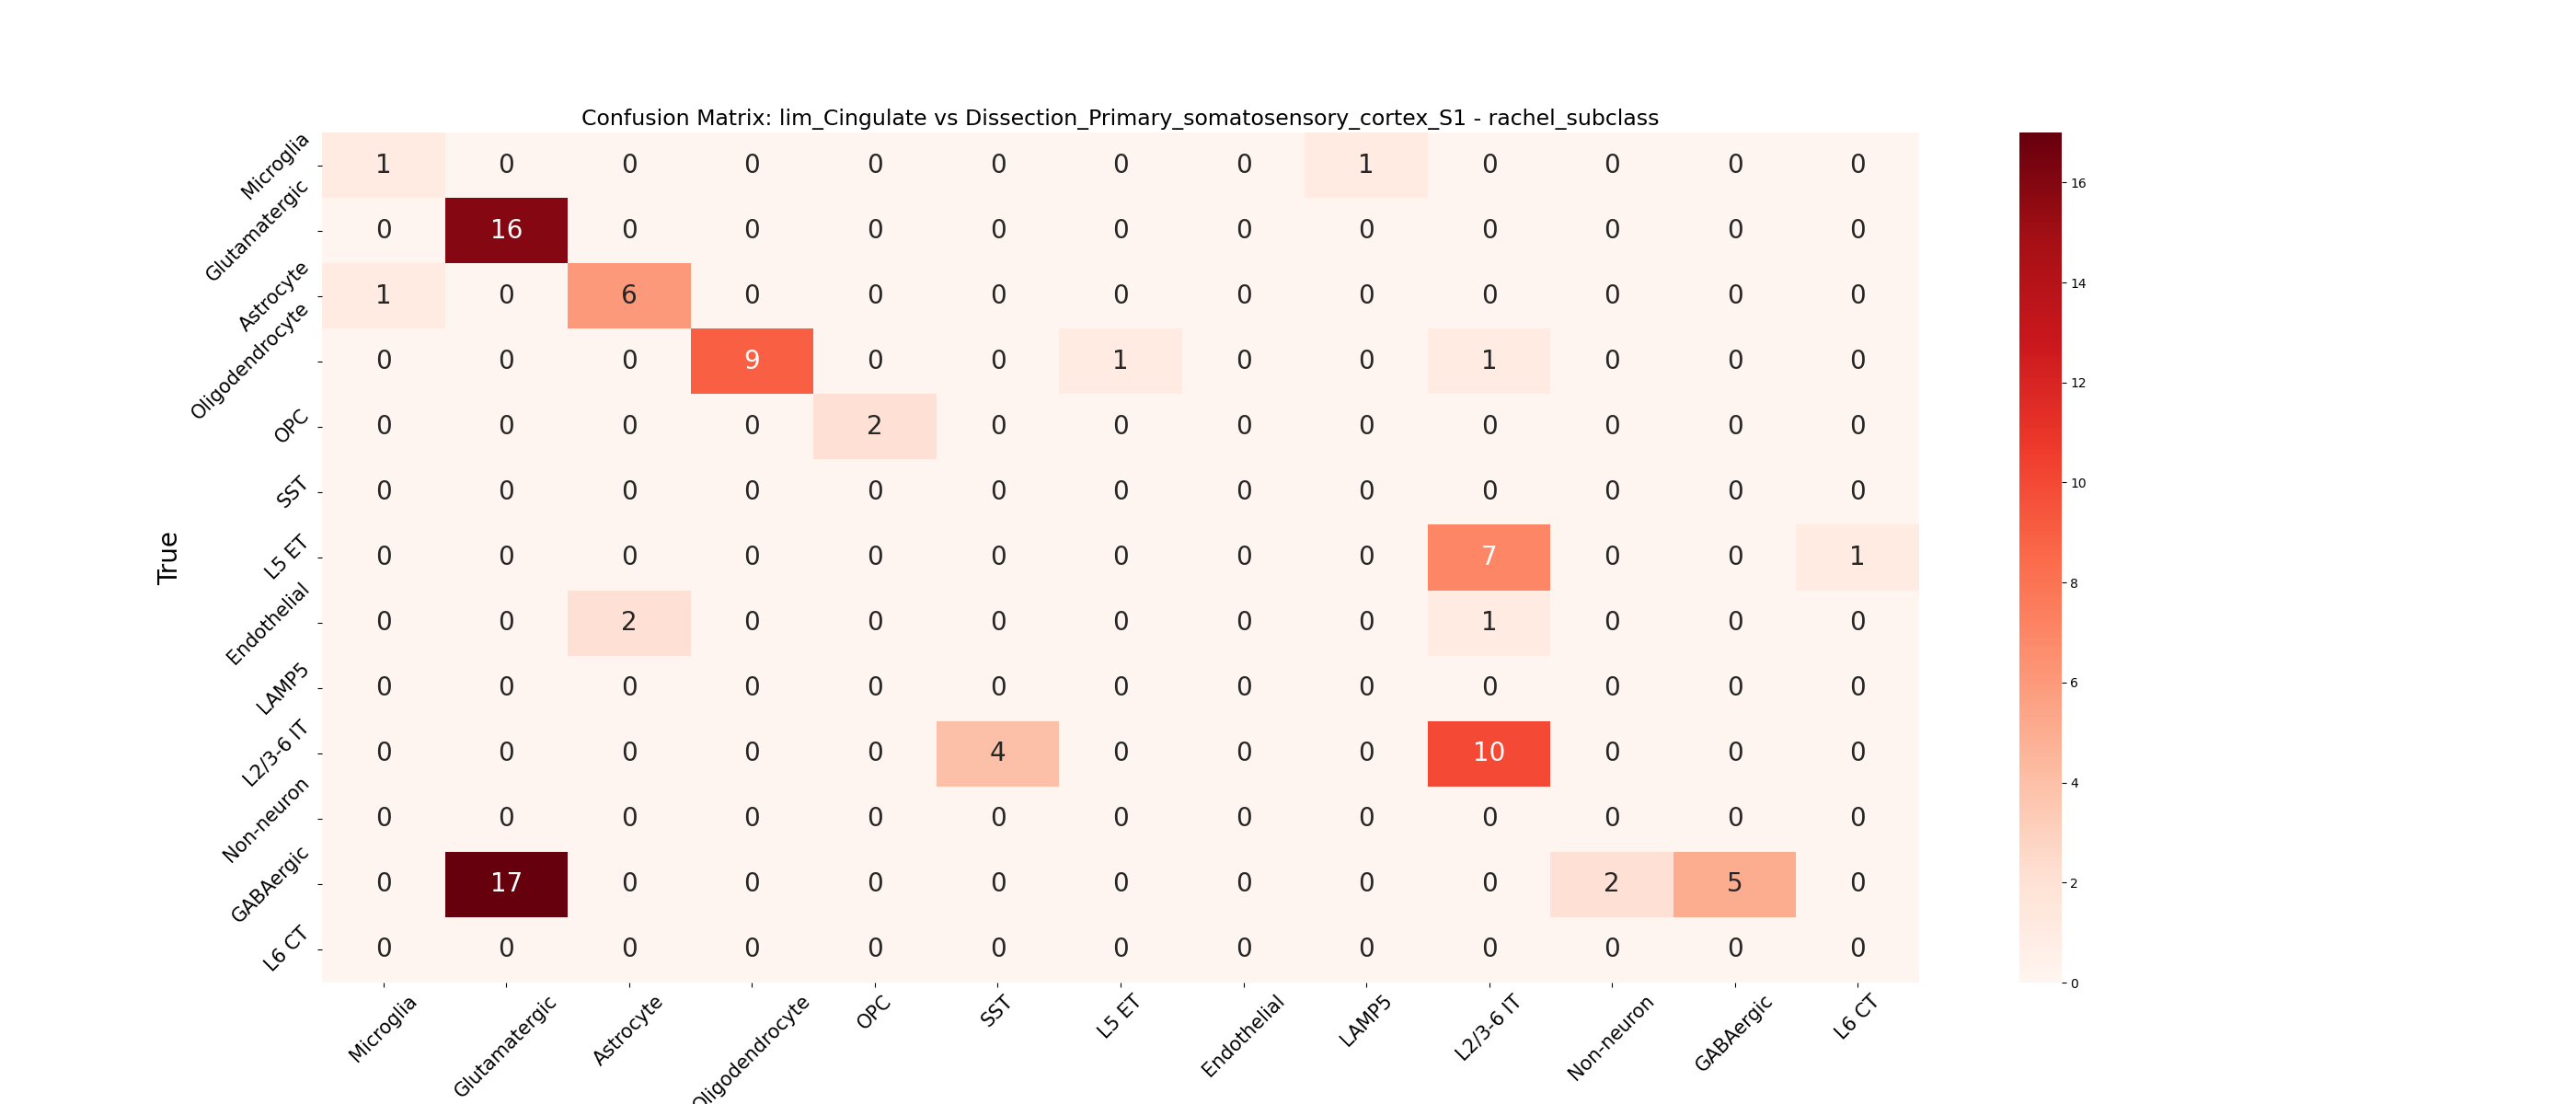 Confusion Matrix: lim_Cingulate vs Dissection_Primary_somatosensory_cortex_S1 - rachel_subclass
Microglia 1 0 0 0 0 0 0 0 1 0 0 0 0
Glutamatergic 0 16 0 0 0 0 0 0 0 0 0 0 0
Astrocyte 1 0 6 0 0 0 0 0 0 0 0 0 0
Oligodendrocyte 0 0 0 9 0 0 1 0 0 1 0 0 0
OPC 0 0 0 0 2 0 0 0 0 0 0 0 0
SST 0 0 0 0 0 0 0 0 0 0 0 0 0
L5 ET 0 0 0 0 0 0 0 0 0 7 0 0 1
Endothelial 0 0 2 0 0 0 0 0 0 1 0 0 0
LAMP5 0 0 0 0 0 0 0 0 0 0 0 0 0
L2/3-6 IT 0 0 0 0 0 4 0 0 0 10 0 0 0
Non-neuron 0 0 0 0 0 0 0 0 0 0 0 0 0
GABAergic 0 17 0 0 0 0 0 0 0 0 2 5 0
L6 CT 0 0 0 0 0 0 0 0 0 0 0 0 0
True
Microglia Glutamatergic Astrocyte Oligodendrocyte OPC SST L5 ET Endothelial LAMP5 L2/3-6 IT Non-neuron GABAergic L6 CT
16
14
12
10
8
6
4
2
0